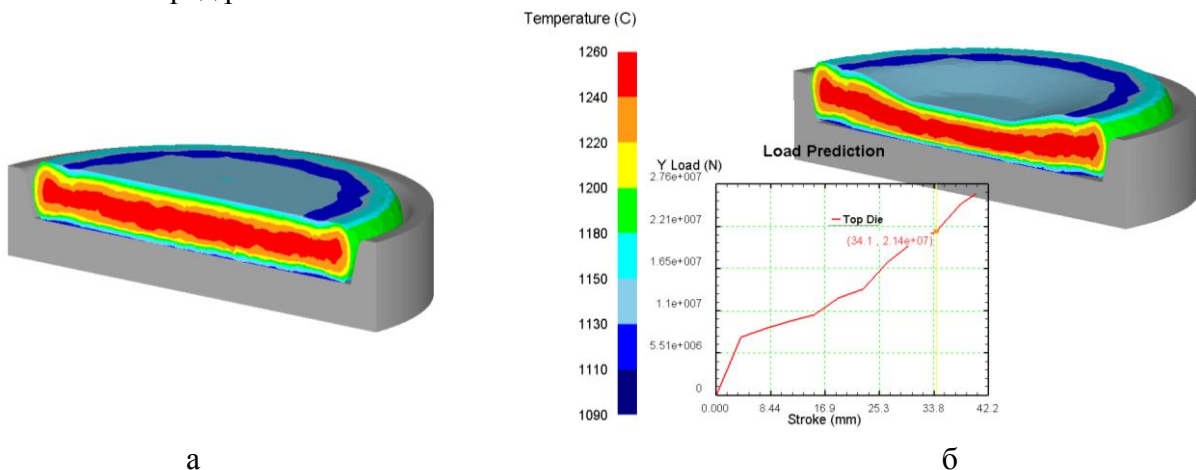 Temperature (C)
1260
1240
1220
1200
1180
1150
1130
1110
1090
Load Prediction
Y Load (N)
2.76e+007
2.21e+007
1.65e+007
1.1e+007
5.51e+006
0
Top Die
(34.1 , 2.14e+07)
0.000 8.44 16.9 25.3 33.8 42.2
Stroke (mm)
а б